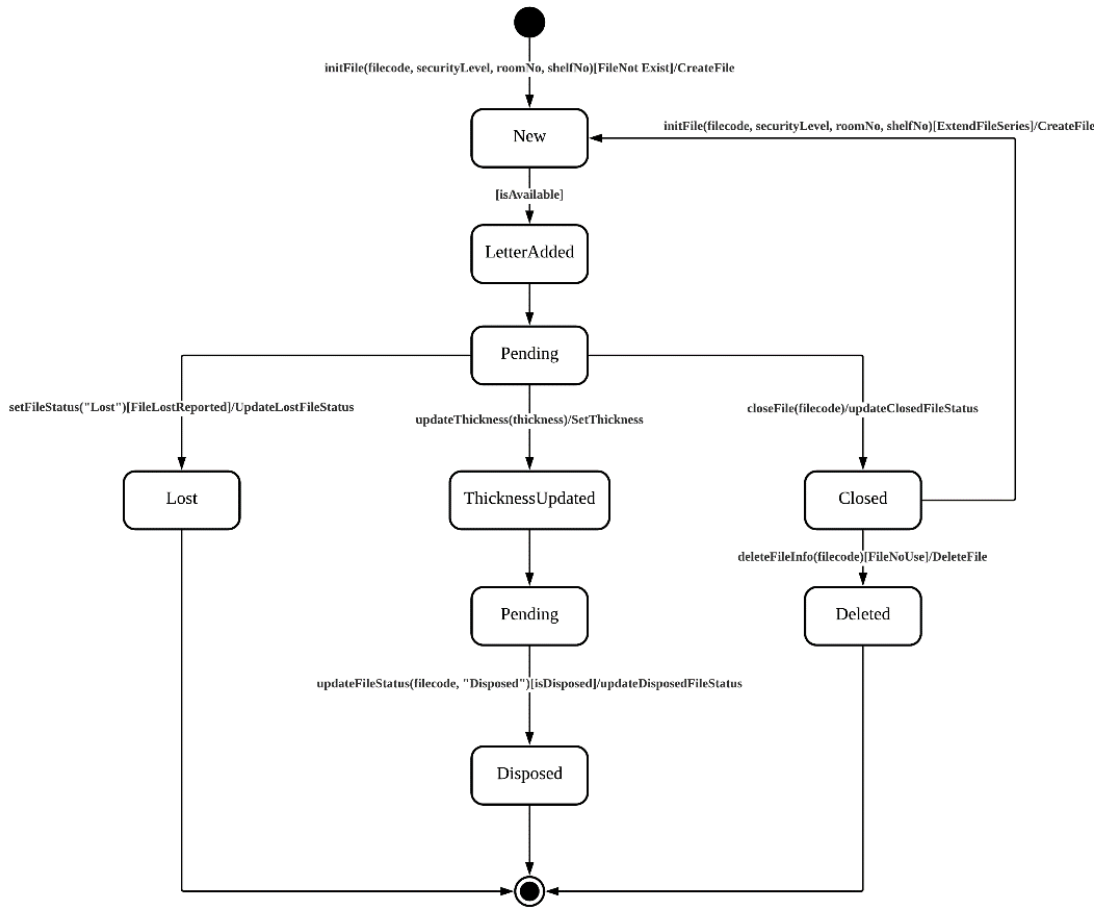 initFile(filecode, securityLevel, roomNo, shelfNo)[FileNot Exist]/CreateFile
New
initFile(filecode, securityLevel, roomNo, shelfNo)[ExtendFileSeries]/CreateFile
[isAvailable]
LetterAdded
Pending
setFileStatus("Lost")[FileLostReported]/UpdateLostFileStatus
updateThickness(thickness)/SetThickness
closeFile(filecode)/updateClosedFileStatus
Lost
ThicknessUpdated
Closed
deleteFileInfo(filecode)[FileNoUse]/DeleteFile
Pending
Deleted
updateFileStatus(filecode, "Disposed")[isDisposed]/updateDisposedFileStatus
Disposed